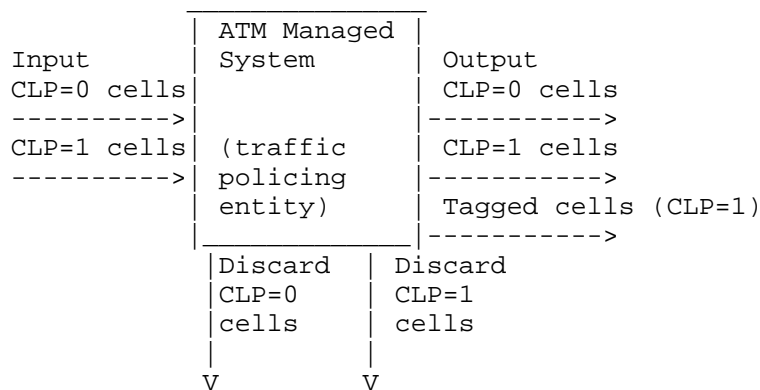 ATM Managed
Input System Output
CLP=0 cells CLP=0 cells
---------->  ----------->
CLP=1 cells (traffic CLP=1 cells
----------> policing ----------->
entity) Tagged cells (CLP=1)
----------->
Discard Discard
CLP=0 CLP=1
cells cells
V V